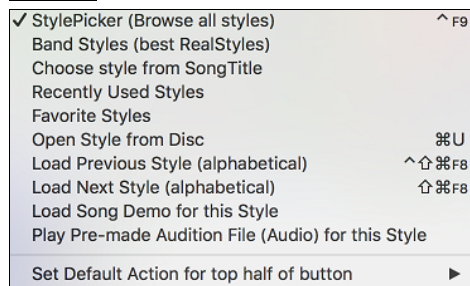 ✓ StylePicker (Browse all styles) ^F9
Band Styles (best RealStyles)
Choose style from SongTitle
Recently Used Styles
Favorite Styles
Open Style from Disc ⌘U
Load Previous Style (alphabetical) ^⇧⌘F8
Load Next Style (alphabetical) ⇧⌘F8
Load Song Demo for this Style
Play Pre-made Audition File (Audio) for this Style
Set Default Action for top half of button ▶